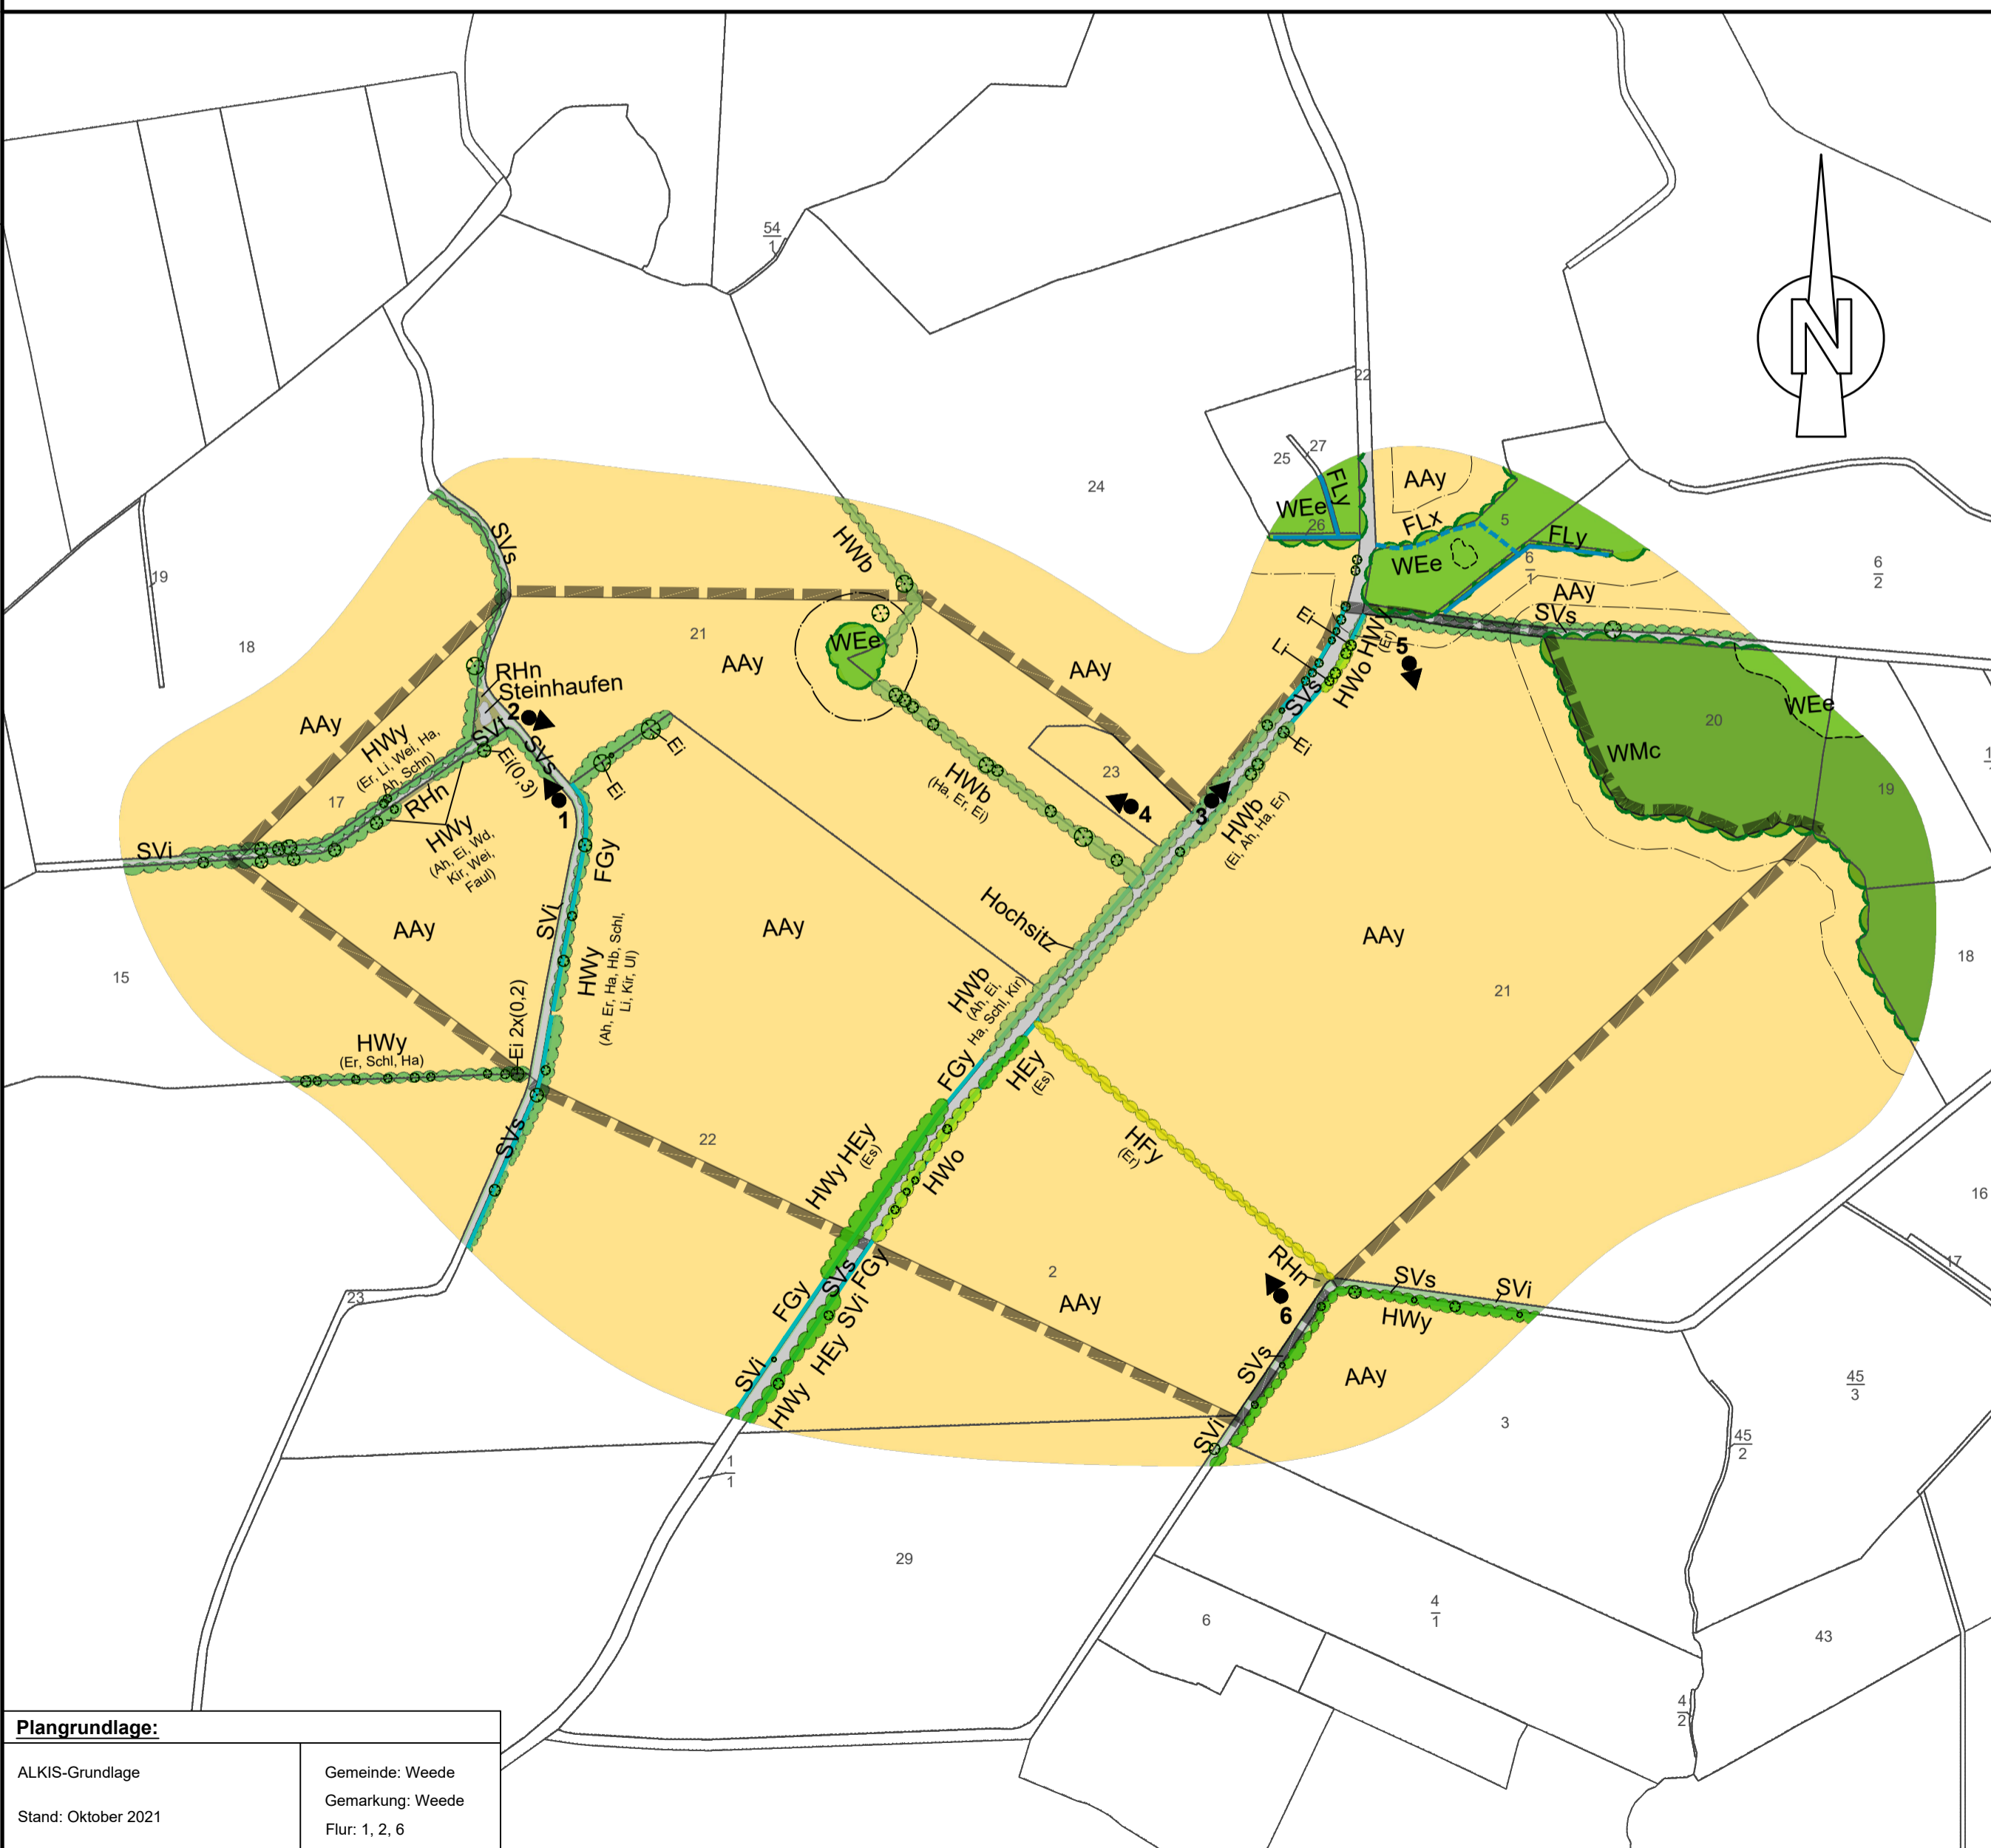 54
1
22
27
25
24
FLy
WEe
26
AAy
FLx
5
FLy
WEe
6
1
6
2
AAy
SVs
19
18
SVs
HWb
21
AAy
WEe
AAy
Ei
HWy
(Er)
5
HWo
SVs
Ei
RHn
Steinhaufen
2
SVt
SVs
AAy
HWy
(Er, Li, Wei, Ha,
Ah, Schn)
Ei(0,3)
Ei
Ei
17
RHn
1
HWy
(Ah, Ei, Wd,
Kir, Wei,
Faul)
SVi
HWb
(Ha, Er, Ei)
23
4
3
HWb
(Ei, Ah, Ha, Er)
20
WEe
WMc
19
FGy
SVi
AAy
AAy
Hochsitz
AAy
HWy
(Ah, Er, Ha, Hb, Schl,
Li, Kir, Ul)
15
18
HWb
(Ah, Ei,
Ha, Schl, Kir)
21
Ei 2x(0,2)
HWy
(Er, Schl, Ha)
FGy
HEy
(Es)
SVs
22
HWy HEy
(Es)
HWo
HFy
(Er)
16
17
FGy
SVs
FGy
2
AAy
RHn
6
SVs
SVi
HWy
23
SVi
HEy
SVi
HWy
SVs
AAy
SVi
3
45
3
45
2
1
1
29
6
4
1
43
4
2
Plangrundlage:
ALKIS-Grundlage
Stand: Oktober 2021
Gemeinde: Weede
Gemarkung: Weede
Flur: 1, 2, 6
N